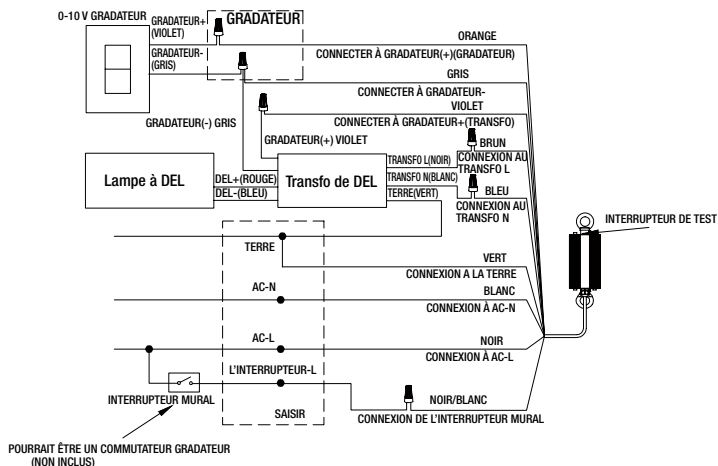 0-10 V GRADATEUR
GRADATEUR+
(VIOLET)
GRADATEUR-
(GRIS)
GRADATEUR
ORANGE
CONNECTER À GRADATEUR(+)(GRADATEUR)
GRIS
CONNECTER À GRADATEUR-
VIOLET
CONNECTER À GRADATEUR+(TRANSFO)
GRADATEUR(-) GRIS
GRADATEUR(+) VIOLET
BRUN
CONNEXION AU
TRANSFO L
BLEU
CONNEXION AU
TRANSFO N
Lampe à DEL
DEL+(ROUGE)
DEL-(BLEU)
Transfo de DEL
TRANSFO L(NOIR)
TRANSFO N(BLANC)
TERRE(VERT)
INTERRUPTEUR DE TEST
TERRE
VERT
CONNEXION A LA TERRE
AC-N
BLANC
CONNEXION À AC-N
AC-L
NOIR
CONNEXION À AC-L
L'INTERRUPTEUR-L
INTERRUPTEUR MURAL
NOIR/BLANC
CONNEXION DE L'INTERRUPTEUR MURAL
SAISIR
POURRAIT ÊTRE UN COMMUTATEUR GRADATEUR
(NON INCLUS)